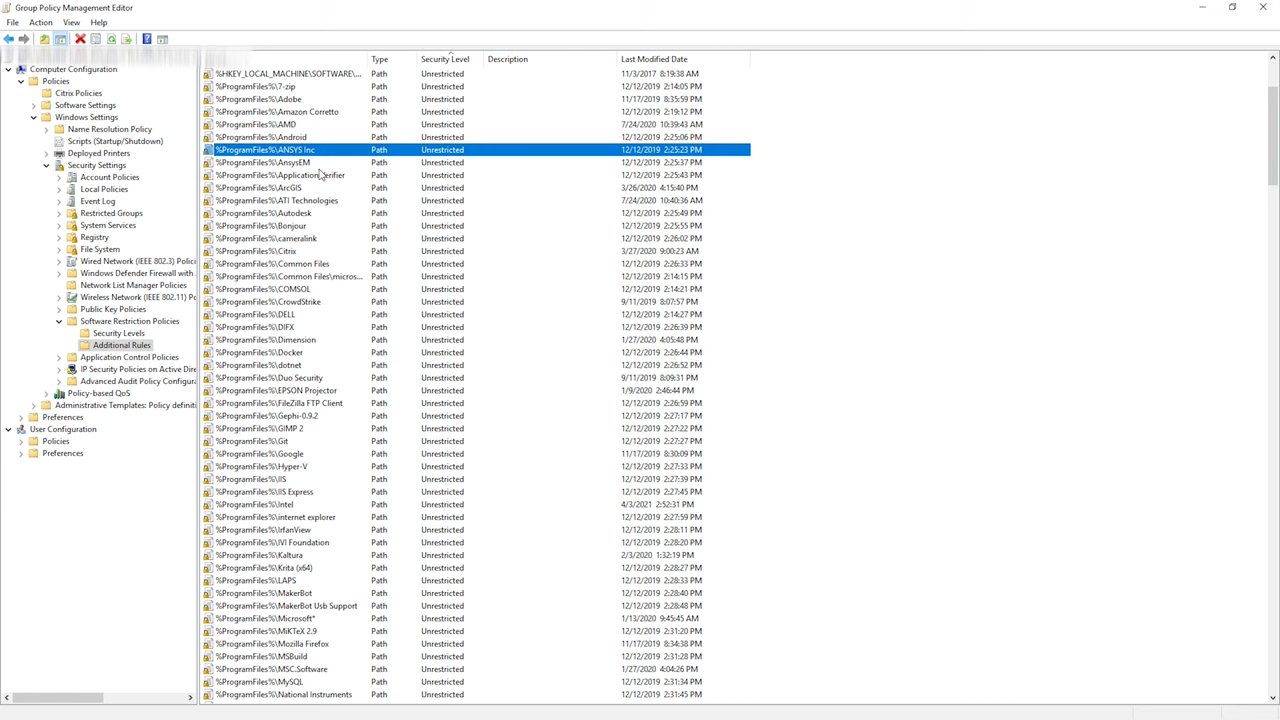 Group Policy Management Editor
File Action View Help
Type Security Level Description Last Modified Date
Computer Configuration
Policies
Citrix Policies
Software Settings
Windows Settings
Name Resolution Policy
Scripts (Startup/Shutdown)
Deployed Printers
Security Settings
Account Policies
Local Policies
Event Log
Restricted Groups
System Services
Registry
File System
Wired Network (IEEE 802.3) Polici
Windows Defender Firewall with
Network List Manager Policies
Wireless Network (IEEE 802.11) Po
Public Key Policies
Software Restriction Policies
Security Levels
Additional Rules
Application Control Policies
IP Security Policies on Active Dire
Advanced Audit Policy Configura
Policy-based QoS
Administrative Templates: Policy definiti
Preferences
User Configuration
Policies
Preferences
%HKEY_LOCAL_MACHINE\SOFTWARE\... Path Unrestricted 11/3/2017 8:19:38 AM
%ProgramFiles%\7-zip Path Unrestricted 12/12/2019 2:14:05 PM
%ProgramFiles%\Adobe Path Unrestricted 11/17/2019 8:35:59 PM
%ProgramFiles%\Amazon Corretto Path Unrestricted 12/12/2019 2:19:12 PM
%ProgramFiles%\AMD Path Unrestricted 7/24/2020 10:39:43 AM
%ProgramFiles%\Android Path Unrestricted 12/12/2019 2:25:06 PM
%ProgramFiles%\ANSYS Inc Path Unrestricted 12/12/2019 2:25:23 PM
%ProgramFiles%\AnsysEM Path Unrestricted 12/12/2019 2:25:37 PM
%ProgramFiles%\Application Verifier Path Unrestricted 12/12/2019 2:25:43 PM
%ProgramFiles%\ArcGIS Path Unrestricted 3/26/2020 4:15:40 PM
%ProgramFiles%\ATI Technologies Path Unrestricted 7/24/2020 10:40:36 AM
%ProgramFiles%\Autodesk Path Unrestricted 12/12/2019 2:25:49 PM
%ProgramFiles%\Bonjour Path Unrestricted 12/12/2019 2:25:55 PM
%ProgramFiles%\cameralink Path Unrestricted 12/12/2019 2:26:02 PM
%ProgramFiles%\Citrix Path Unrestricted 3/27/2020 9:00:23 AM
%ProgramFiles%\Common Files Path Unrestricted 12/12/2019 2:26:33 PM
%ProgramFiles%\Common Files\micros... Path Unrestricted 12/12/2019 2:14:15 PM
%ProgramFiles%\COMSOL Path Unrestricted 12/12/2019 2:14:21 PM
%ProgramFiles%\CrowdStrike Path Unrestricted 9/11/2019 8:07:57 PM
%ProgramFiles%\DELL Path Unrestricted 12/12/2019 2:14:27 PM
%ProgramFiles%\DIFX Path Unrestricted 12/12/2019 2:26:39 PM
%ProgramFiles%\Dimension Path Unrestricted 1/27/2020 4:05:48 PM
%ProgramFiles%\Docker Path Unrestricted 12/12/2019 2:26:44 PM
%ProgramFiles%\dotnet Path Unrestricted 12/12/2019 2:26:52 PM
%ProgramFiles%\Duo Security Path Unrestricted 9/11/2019 8:09:31 PM
%ProgramFiles%\EPSON Projector Path Unrestricted 1/9/2020 2:46:44 PM
%ProgramFiles%\FileZilla FTP Client Path Unrestricted 12/12/2019 2:26:59 PM
%ProgramFiles%\Gephi-0.9.2 Path Unrestricted 12/12/2019 2:27:17 PM
%ProgramFiles%\GIMP 2 Path Unrestricted 12/12/2019 2:27:22 PM
%ProgramFiles%\Git Path Unrestricted 12/12/2019 2:27:27 PM
%ProgramFiles%\Google Path Unrestricted 11/17/2019 8:30:09 PM
%ProgramFiles%\Hyper-V Path Unrestricted 12/12/2019 2:27:33 PM
%ProgramFiles%\IIS Path Unrestricted 12/12/2019 2:27:39 PM
%ProgramFiles%\IIS Express Path Unrestricted 12/12/2019 2:27:45 PM
%ProgramFiles%\Intel Path Unrestricted 4/3/2021 2:52:31 PM
%ProgramFiles%\internet explorer Path Unrestricted 12/12/2019 2:27:59 PM
%ProgramFiles%\IrfanView Path Unrestricted 12/12/2019 2:28:11 PM
%ProgramFiles%\IVI Foundation Path Unrestricted 12/12/2019 2:28:20 PM
%ProgramFiles%\Kaltura Path Unrestricted 2/3/2020 1:32:19 PM
%ProgramFiles%\Krita (x64) Path Unrestricted 12/12/2019 2:28:27 PM
%ProgramFiles%\LAPS Path Unrestricted 12/12/2019 2:28:33 PM
%ProgramFiles%\MakerBot Path Unrestricted 12/12/2019 2:28:40 PM
%ProgramFiles%\MakerBot Usb Support Path Unrestricted 12/12/2019 2:28:48 PM
%ProgramFiles%\Microsoft* Path Unrestricted 1/13/2020 9:45:45 AM
%ProgramFiles%\MiKTeX 2.9 Path Unrestricted 12/12/2019 2:31:20 PM
%ProgramFiles%\Mozilla Firefox Path Unrestricted 11/17/2019 8:34:38 PM
%ProgramFiles%\MSBuild Path Unrestricted 12/12/2019 2:31:28 PM
%ProgramFiles%\MSC.Software Path Unrestricted 1/27/2020 4:04:26 PM
%ProgramFiles%\MySQL Path Unrestricted 12/12/2019 2:31:34 PM
%ProgramFiles%\National Instruments Path Unrestricted 12/12/2019 2:31:45 PM